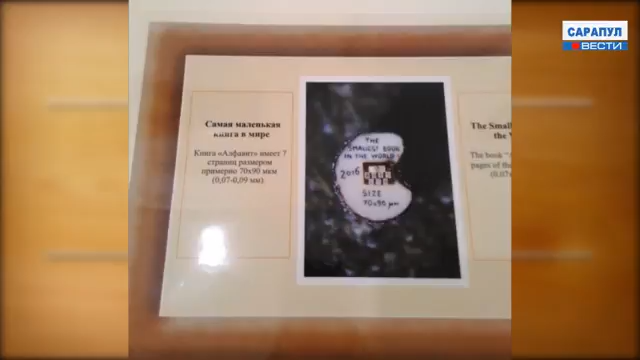 САРАПУЛ
ВЕСТИ
Самая маленькая
книга в мире
Книга «Алфавит» имеет 7
страниц размером
примерно 70x90 мкм
(0,07-0,09 мм)
THE
SMALLEST BOOK
IN THE WORLD
2016
SIZE
70x90 μm
The Small
the
The book
pages of the
(0.07